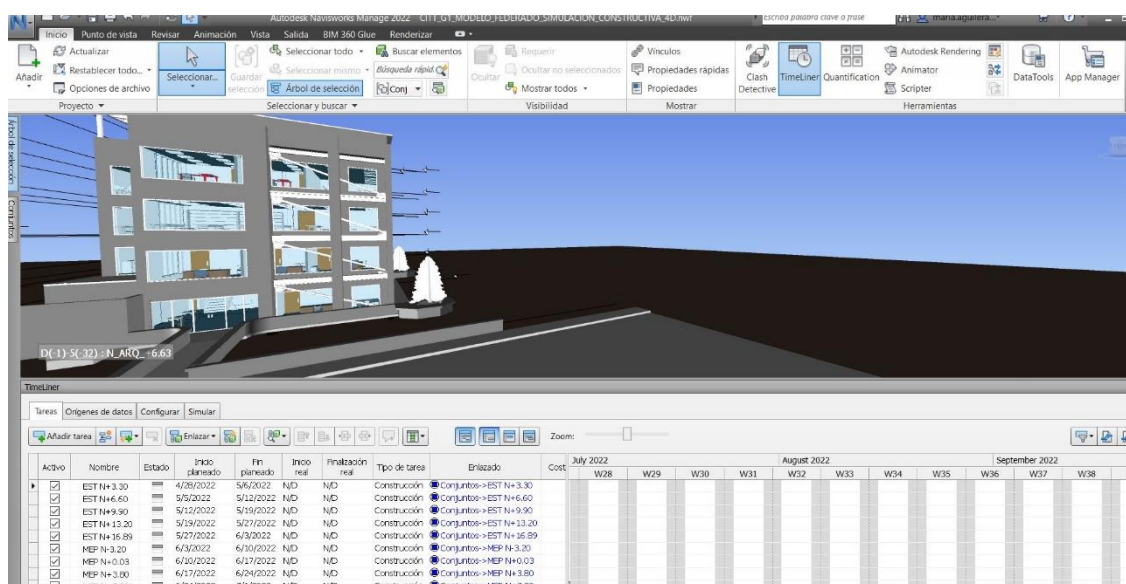 Autodesk Navisworks Manage 2022 CITT_G1_MODELO_FEDERADO_SIMULACION_CONSTRUCTIVA_4D.nwf
Escriba palabra clave o frase
maria.aguilera...
Inicio Punto de vista Revisar Animación Vista Salida BIM 360 Glue Renderizar
Añadir
Actualizar
Restablecer todo...
Opciones de archivo
Proyecto
Seleccionar...
Guardar selección
Seleccionar todo
Seleccionar mismo
Árbol de selección
Buscar elementos
Búsqueda rápid
Conj
Seleccionar y buscar
Ocultar
Requerir
Ocultar no seleccionados
Mostrar todos
Visibilidad
Vínculos
Propiedades rápidas
Propiedades
Mostrar
Clash Detective
TimeLiner
Quantification
Autodesk Rendering
Animator
Scripter
DataTools
App Manager
Herramientas
Árbol de selección
Conjuntos
D(-1)-5(-32) : N_ARQ_+6.63
TimeLiner
Tareas Orígenes de datos Configurar Simular
Añadir tarea Enlazar Zoom:
Activo Nombre Estado Inicio planeado Fin planeado Inicio real Finalización real Tipo de tarea Enlazado Cost
July 2022 August 2022 September 2022
W28 W29 W30 W31 W32 W33 W34 W35 W36 W37 W38
EST N+3.30 4/28/2022 5/6/2022 N/D N/D Construcción Conjuntos->EST N+3.30
EST N+6.60 5/5/2022 5/12/2022 N/D N/D Construcción Conjuntos->EST N+6.60
EST N+9.90 5/12/2022 5/19/2022 N/D N/D Construcción Conjuntos->EST N+9.90
EST N+13.20 5/19/2022 5/27/2022 N/D N/D Construcción Conjuntos->EST N+13.20
EST N+16.89 5/27/2022 6/3/2022 N/D N/D Construcción Conjuntos->EST N+16.89
MEP N-3.20 6/3/2022 6/10/2022 N/D N/D Construcción Conjuntos->MEP N-3.20
MEP N+0.03 6/10/2022 6/17/2022 N/D N/D Construcción Conjuntos->MEP N+0.03
MEP N+3.80 6/17/2022 6/24/2022 N/D N/D Construcción Conjuntos->MEP N+3.80